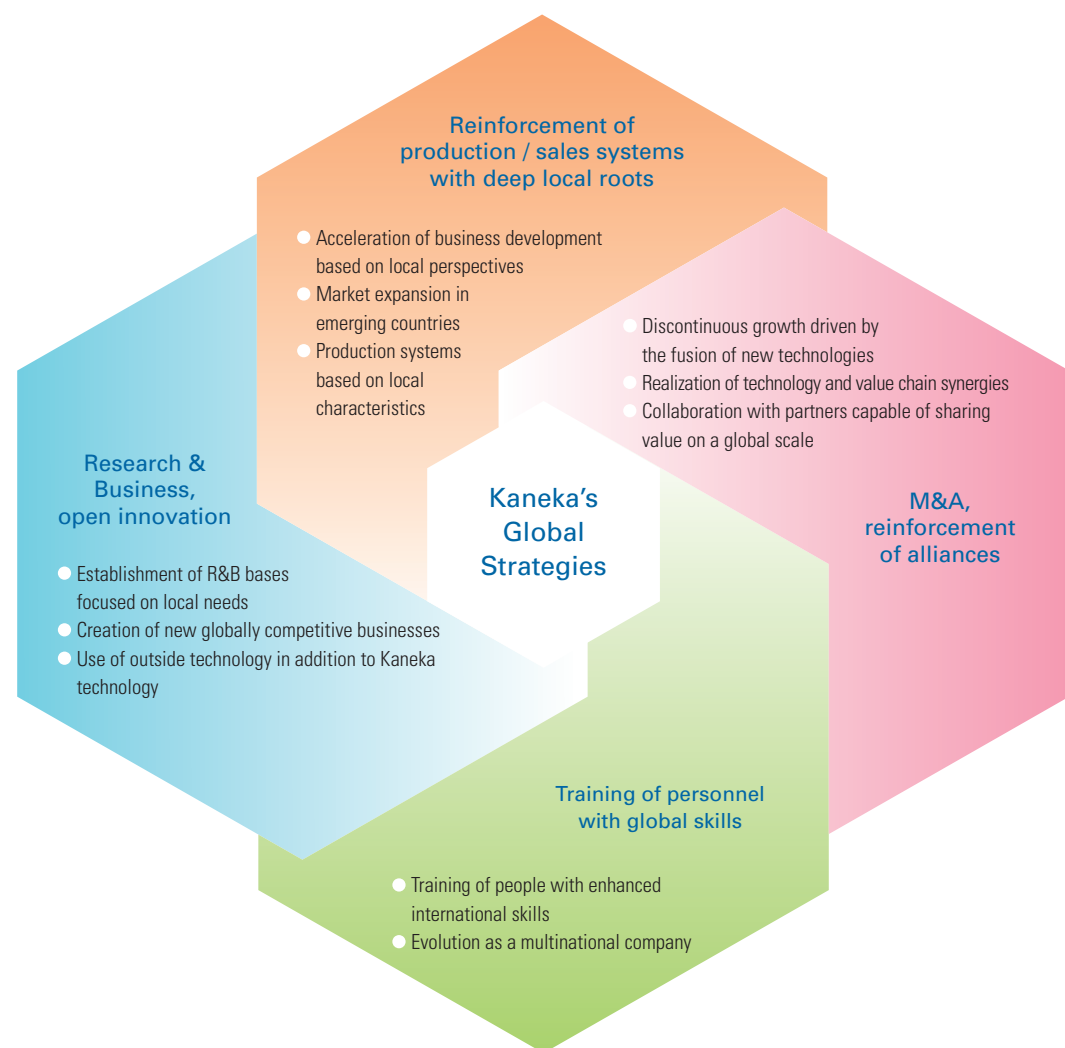 Reinforcement of
production / sales systems
with deep local roots
● Acceleration of business development
based on local perspectives
● Market expansion in
emerging countries
● Production systems
based on local
characteristics
● Discontinuous growth driven by
the fusion of new technologies
● Realization of technology and value chain synergies
● Collaboration with partners capable of sharing
value on a global scale
M&A,
reinforcement
of alliances
Research &
Business,
open innovation
● Establishment of R&B bases
focused on local needs
● Creation of new globally competitive businesses
● Use of outside technology in addition to Kaneka
technology
Kaneka’s
Global
Strategies
Training of personnel
with global skills
● Training of people with enhanced
international skills
● Evolution as a multinational company